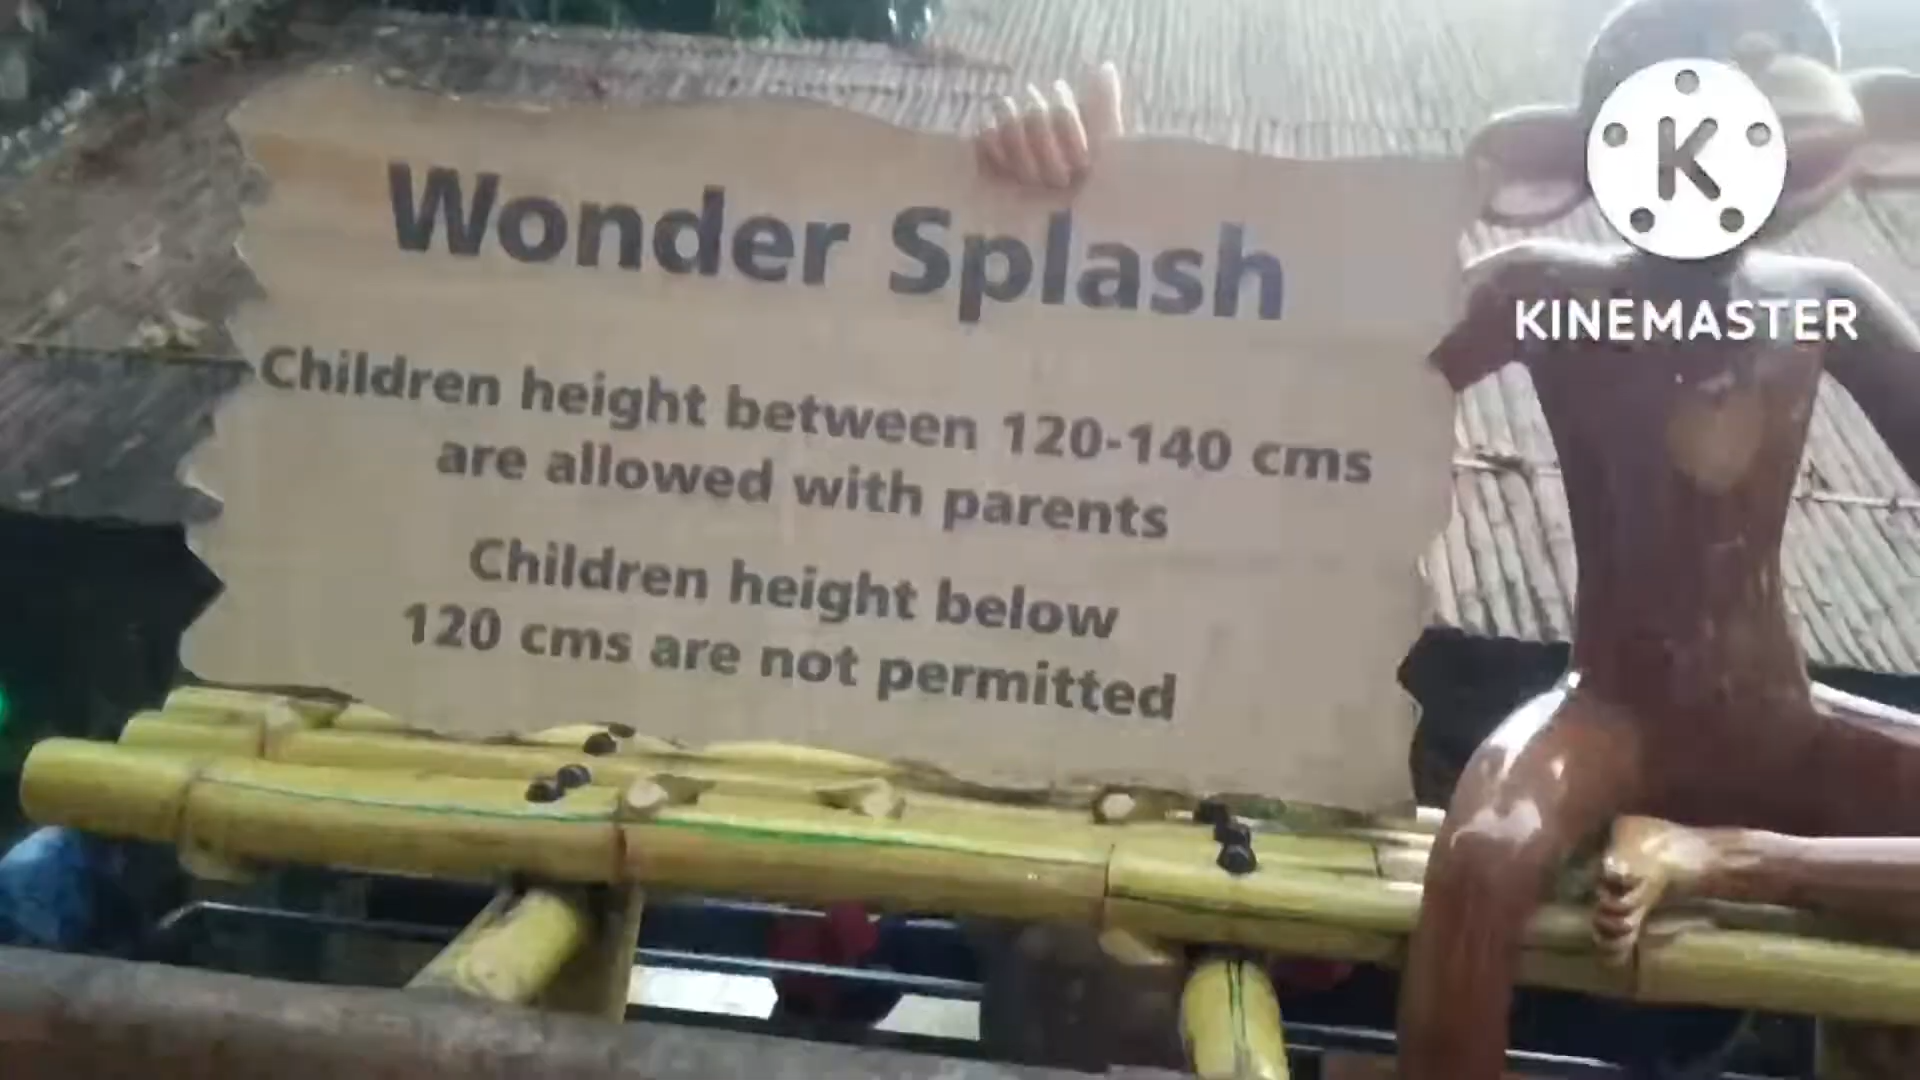 Wonder Splash
Children height between 120-140 cms
are allowed with parents
Children height below
120 cms are not permitted
K
KINEMASTER